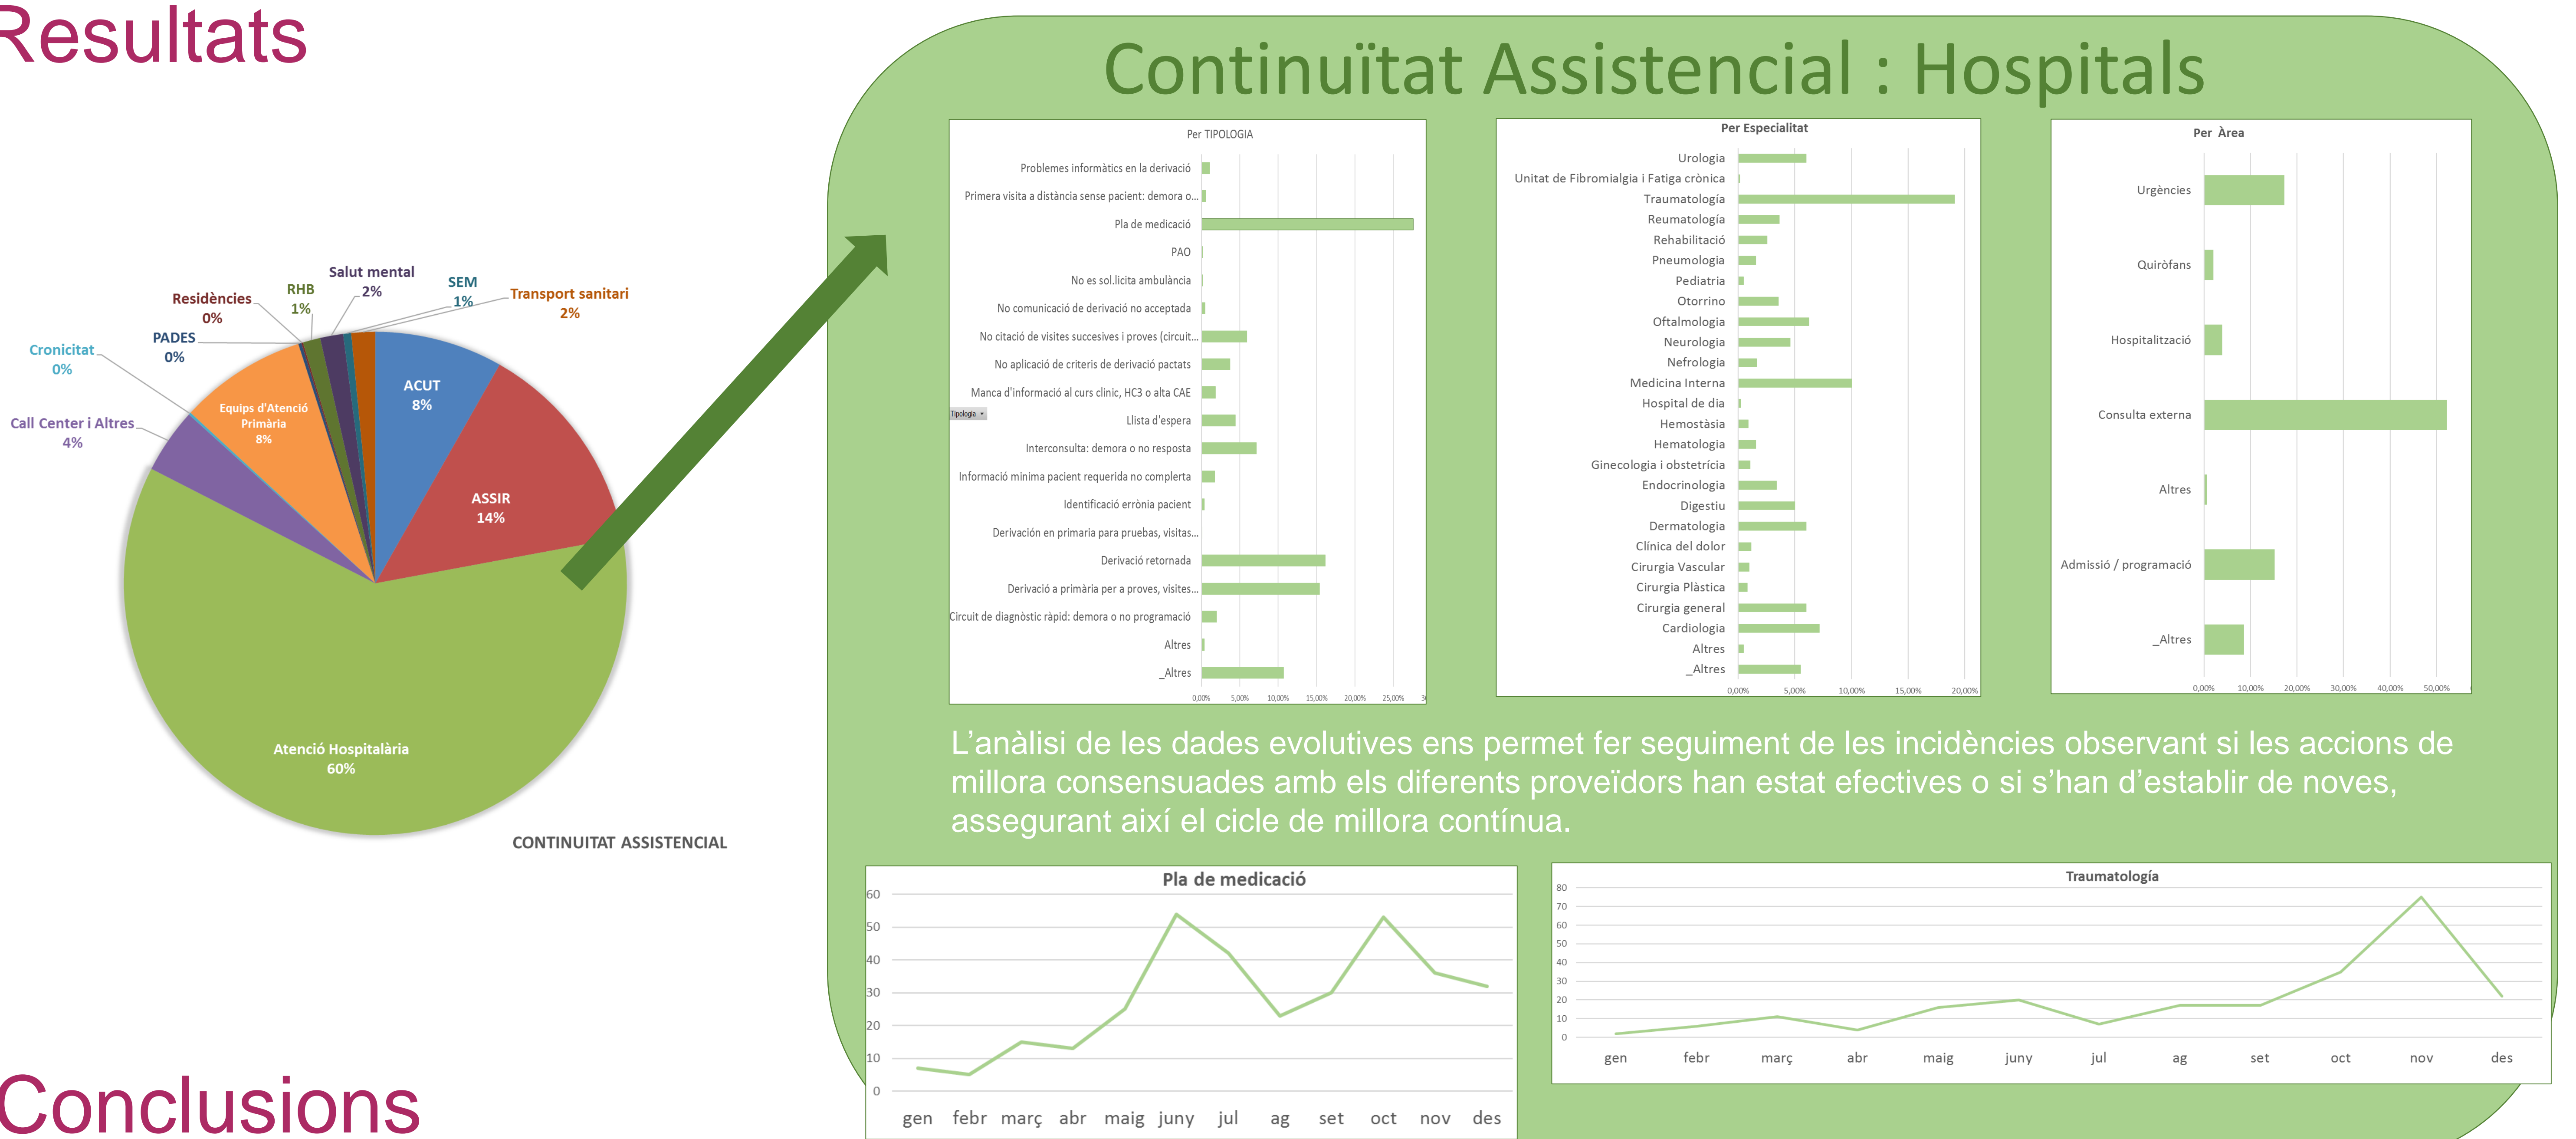 Resultats
Salut mental
2%
SEM
1%
RHB
1%
Residències
0%
Transport sanitari
2%
PADES
0%
Cronicitat
0%
ACUT
8%
Equips d'Atenció
Primària
8%
Call Center i Altres
4%
ASSIR
14%
Atenció Hospitalària
60%
CONTINUITAT ASSISTENCIAL
Continuïtat Assistencial : Hospitals
Per TIPOLOGIA
Problemes informàtics en la derivació
Primera visita a distància sense pacient: demora o...
Pla de medicació
PAO
No es sol.licita ambulància
No comunicació de derivació no acceptada
No citació de visites succesives i proves (circuit...
No aplicació de criteris de derivació pactats
Manca d'informació al curs clinic, HC3 o alta CAE
Tipologia
Llista d'espera
Interconsulta: demora o no resposta
Informació minima pacient requerida no complerta
Identificació errònia pacient
Derivación en primaria para pruebas, visitas...
Derivació retornada
Derivació a primària per a proves, visites...
Circuit de diagnòstic ràpid: demora o no programació
Altres
_Altres
0,00% 5,00% 10,00% 15,00% 20,00% 25,00%
Per Especialitat
Urologia
Unitat de Fibromialgia i Fatiga crònica
Traumatología
Reumatología
Rehabilitació
Pneumologia
Pediatria
Otorrino
Oftalmologia
Neurologia
Nefrologia
Medicina Interna
Hospital de dia
Hemostàsia
Hematologia
Ginecologia i obstetrícia
Endocrinologia
Digestiu
Dermatologia
Clínica del dolor
Cirurgia Vascular
Cirurgia Plàstica
Cirurgia general
Cardiologia
Altres
_Altres
0,00% 5,00% 10,00% 15,00% 20,00%
Per Àrea
Urgències
Quiròfans
Hospitalització
Consulta externa
Altres
Admissió / programació
_Altres
0,00% 10,00% 20,00% 30,00% 40,00% 50,00%
L'anàlisi de les dades evolutives ens permet fer seguiment de les incidències observant si les accions de
millora consensuades amb els diferents proveïdors han estat efectives o si s'han d'establir de noves,
assegurant així el cicle de millora contínua.
Pla de medicació
60
50
40
30
20
10
0
gen febr març abr maig juny jul ag set oct nov des
Traumatología
80
70
60
50
40
30
20
10
0
gen febr març abr maig juny jul ag set oct nov des
Conclusions